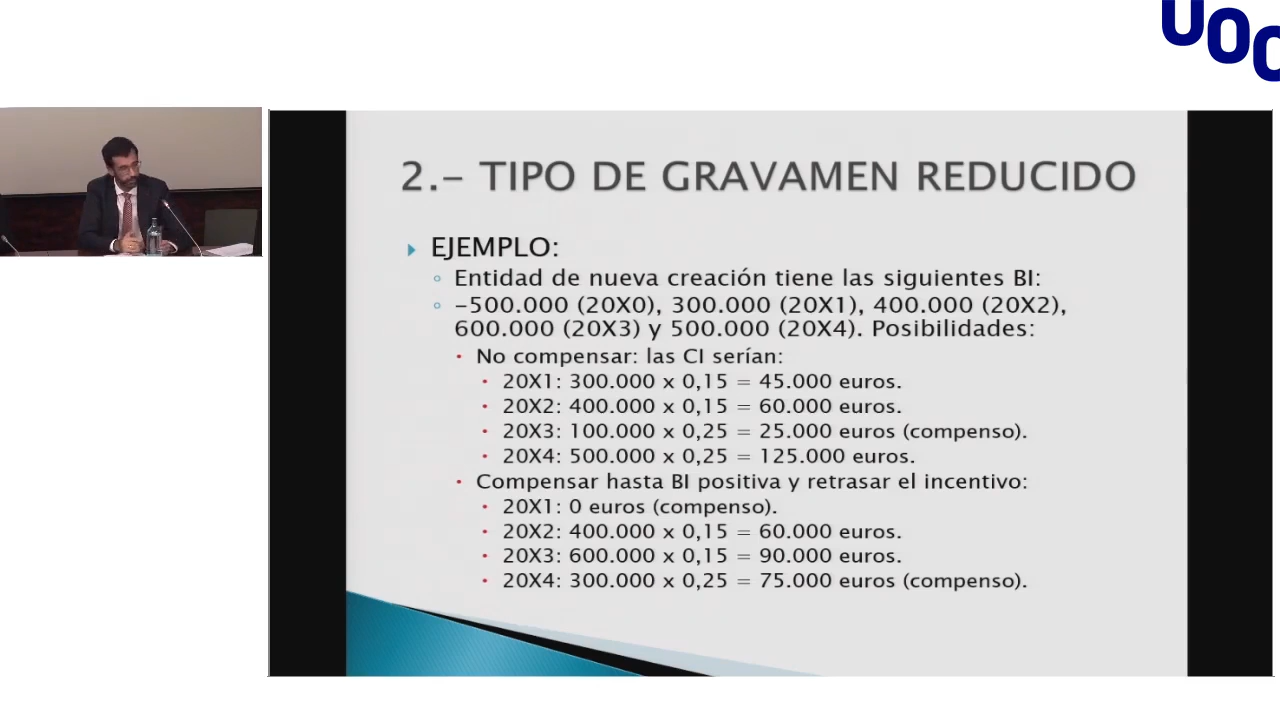 UOC
2.- TIPO DE GRAVAMEN REDUCIDO
EJEMPLO:
Entidad de nueva creación tiene las siguientes BI:
-500.000 (20X0), 300.000 (20X1), 400.000 (20X2),
600.000 (20X3) y 500.000 (20X4). Posibilidades:
No compensar: las CI serían:
20X1: 300.000 x 0,15 = 45.000 euros.
20X2: 400.000 x 0,15 = 60.000 euros.
20X3: 100.000 x 0,25 = 25.000 euros (compenso).
20X4: 500.000 x 0,25 = 125.000 euros.
Compensar hasta BI positiva y retrasar el incentivo:
20X1: 0 euros (compenso).
20X2: 400.000 x 0,15 = 60.000 euros.
20X3: 600.000 x 0,15 = 90.000 euros.
20X4: 300.000 x 0,25 = 75.000 euros (compenso).